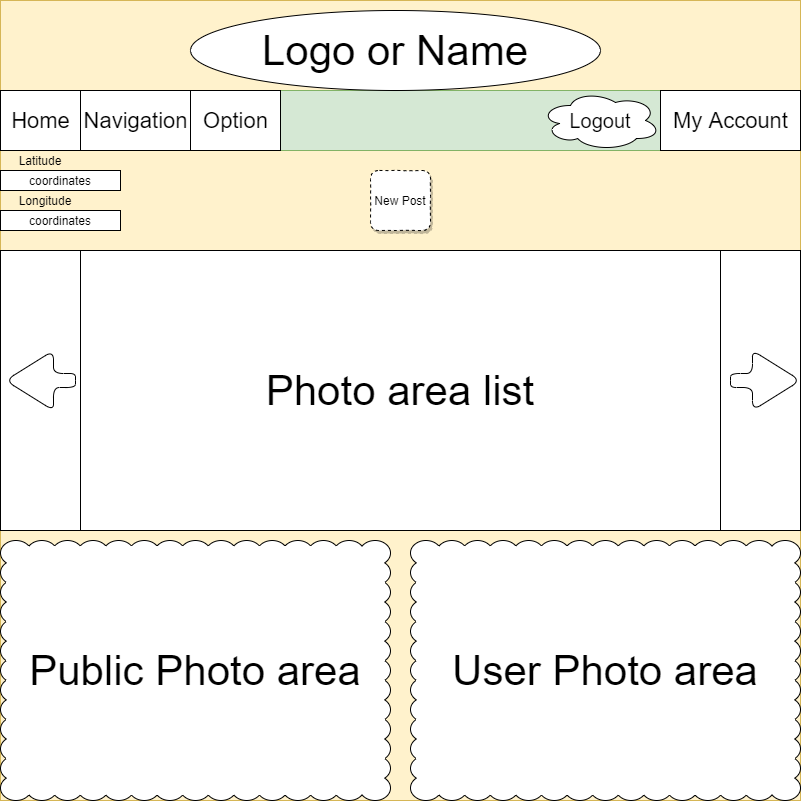 Logo or Name
Home
Navigation
Option
Logout
My Account
Latitude
coordinates
Longitude
coordinates
New Post
Photo area list
Public Photo area
User Photo area